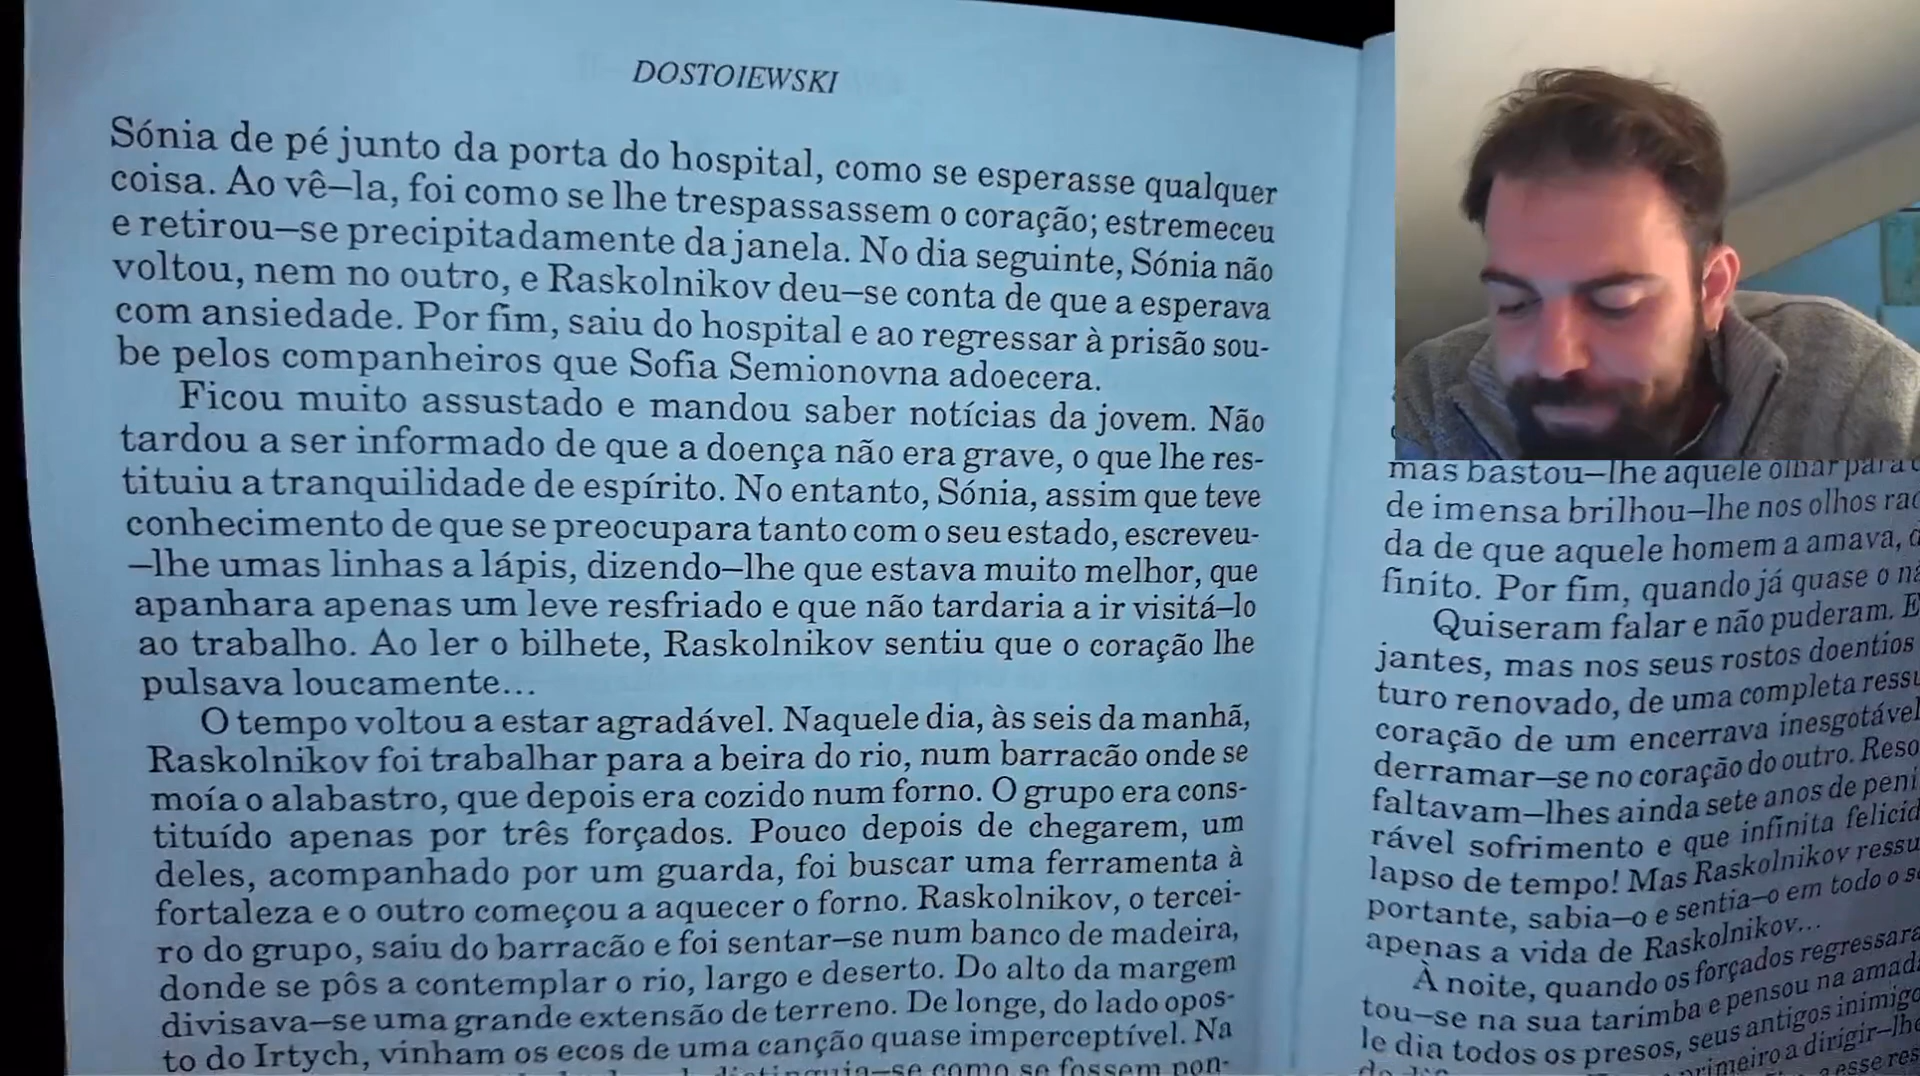 DOSTOIEWSKI
Sónia de pé junto da porta do hospital, como se esperasse qualquer
coisa. Ao vê—la, foi como se lhe trespassassem o coração; estremeceu
e retirou—se precipitadamente da janela. No dia seguinte, Sónia não
voltou, nem no outro, e Raskolnikov deu—se conta de que a esperava
com ansiedade. Por fim, saiu do hospital e ao regressar à prisão sou-
be pelos companheiros que Sofia Semionovna adoecera.
Ficou muito assustado e mandou saber notícias da jovem. Não
tardou a ser informado de que a doença não era grave, o que lhe res-
tituiu a tranquilidade de espírito. No entanto, Sónia, assim que teve
conhecimento de que se preocupara tanto com o seu estado, escreveu-
—lhe umas linhas a lápis, dizendo—lhe que estava muito melhor, que
apanhara apenas um leve resfriado e que não tardaria a ir visitá—lo
ao trabalho. Ao ler o bilhete, Raskolnikov sentiu que o coração lhe
pulsava loucamente...
O tempo voltou a estar agradável. Naquele dia, às seis da manhã,
Raskolnikov foi trabalhar para a beira do rio, num barracão onde se
moía o alabastro, que depois era cozido num forno. O grupo era cons-
tituído apenas por três forçados. Pouco depois de chegarem, um
deles, acompanhado por um guarda, foi buscar uma ferramenta à
fortaleza e o outro começou a aquecer o forno. Raskolnikov, o tercei-
ro do grupo, saiu do barracão e foi sentar—se num banco de madeira,
donde se pôs a contemplar o rio, largo e deserto. Do alto da margem
divisava—se uma grande extensão de terreno. De longe, do lado opos-
to do Irtych, vinham os ecos de uma canção quase imperceptível. Na
como se fossem pon-
mas bastou—lhe aquele olhar para
de imensa brilhou—lhe nos olhos
da de que aquele homem a amava,
finito. Por fim, quando já quase o
Quiseram falar e não puderam.
jantes, mas nos seus rostos doentios
turo renovado, de uma completa
coração de um encerrava inesgotável
derramar—se no coração do outro.
faltavam—lhes ainda sete anos de
rável sofrimento e que infinita
lapso de tempo! Mas Raskolnikov
portante, sabia—o e sentia—o em todo o
apenas a vida de Raskolnikov...
À noite, quando os forçados
tou—se na sua tarimba e pensou na
le dia todos os presos, seus antigos
a dirigir—lhe